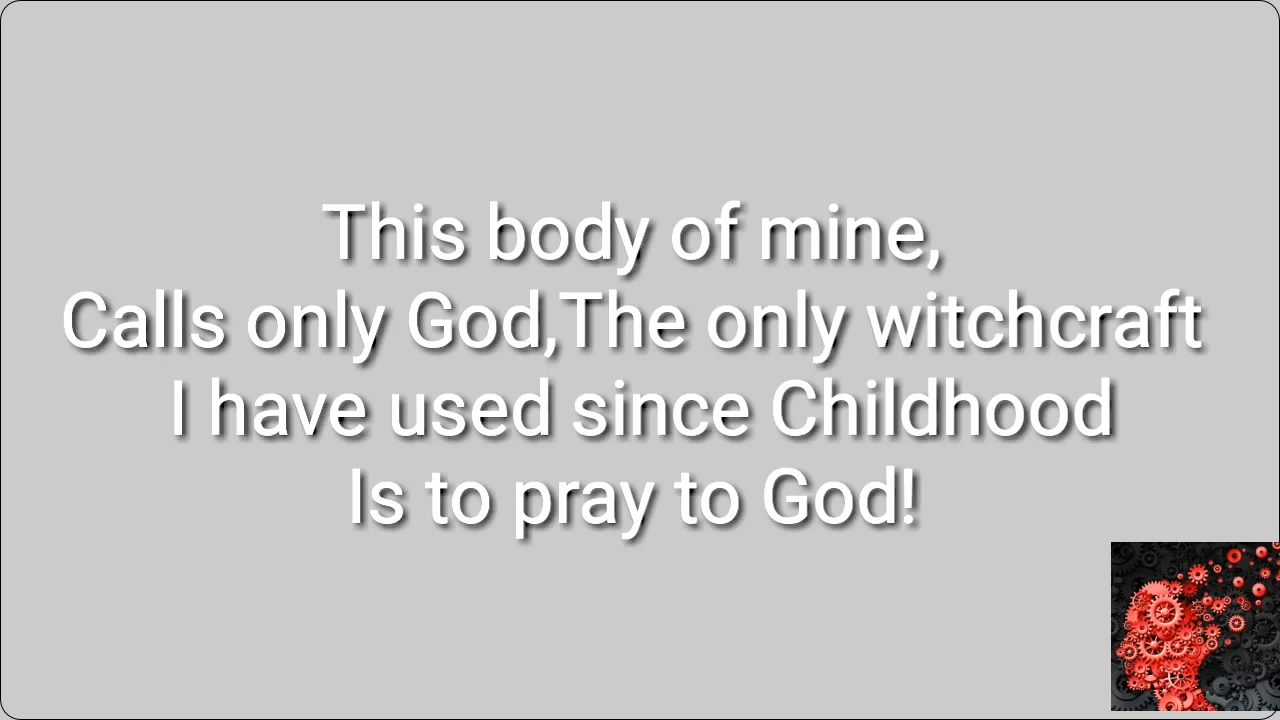 This body of mine,
Calls only God,The only witchcraft
I have used since Childhood
Is to pray to God!